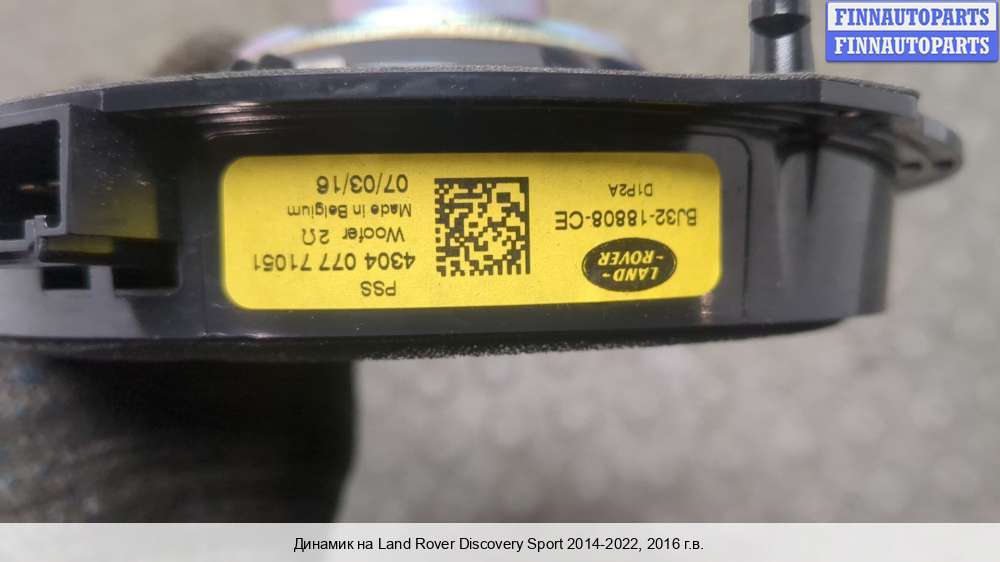 FINNAUTOPARTS
FINNAUTOPARTS
LAND-
ROVER
BJ32-18808-CE
D1P2A
PSS
4304 077 71051
Woofer 2Ω
Made in Belgium
07/03/16
Динамик на Land Rover Discovery Sport 2014-2022, 2016 г.в.